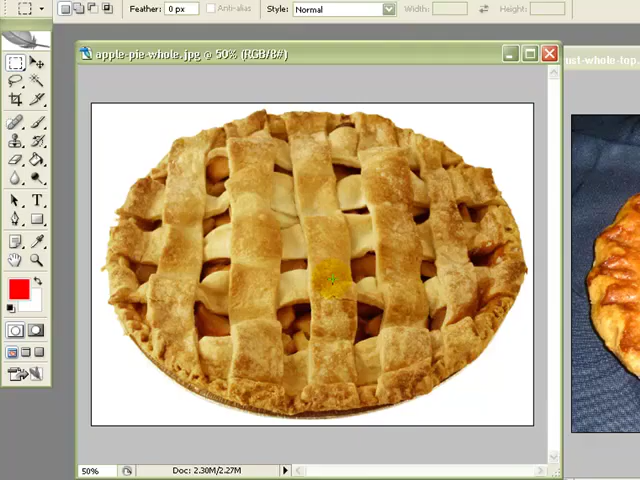 Feather: 0 px Anti-alias Style: Normal Width: Height:
apple-pie-whole.jpg @ 50% (RGB/8#)
ust-whole-top.
T
50% Doc: 2.30M/2.27M